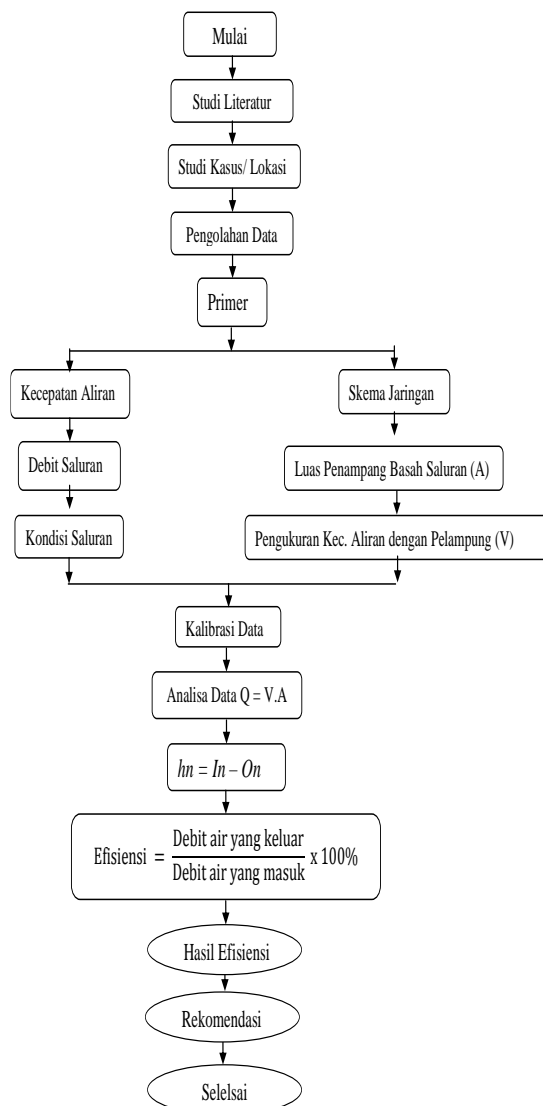 Mulai
Studi Literatur
Studi Kasus/ Lokasi
Pengolahan Data
Primer
Kecepatan Aliran
Debit Saluran
Kondisi Saluran
Skema Jaringan
Luas Penampang Basah Saluran (A)
Pengukuran Kec. Aliran dengan Pelampung (V)
Kalibrasi Data
Analisa Data Q = V.A
hn = In – On
Efisiensi = Debit air yang keluar / Debit air yang masuk x 100%
Hasil Efisiensi
Rekomendasi
Selelsai